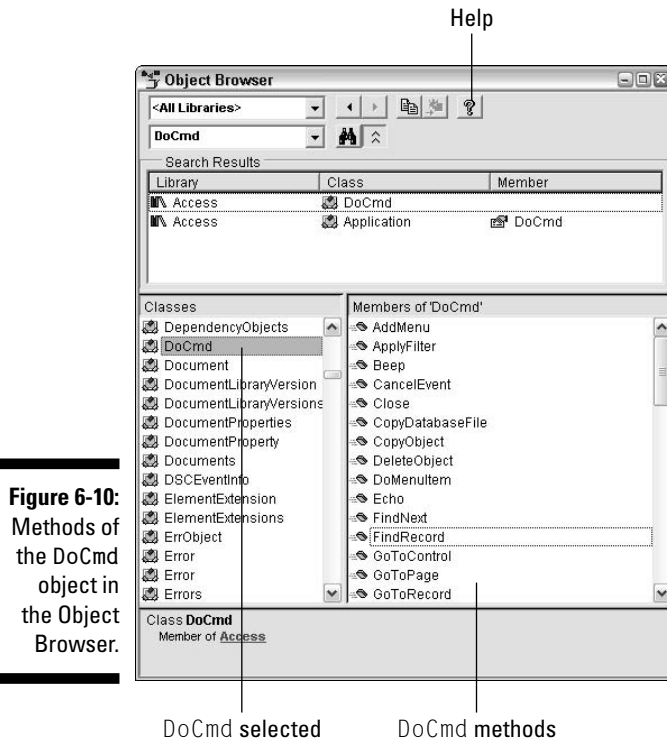 Help
Object Browser
<All Libraries>
DoCmd
Search Results
Library Class Member
Access DoCmd
Access Application DoCmd
Classes
DependencyObjects
DoCmd
Document
DocumentLibraryVersion
DocumentLibraryVersions
DocumentProperties
DocumentProperty
Documents
DSCEventInfo
ElementExtension
ElementExtensions
ErrObject
Error
Error
Errors
Members of 'DoCmd'
AddMenu
ApplyFilter
Beep
CancelEvent
Close
CopyDatabaseFile
CopyObject
DeleteObject
DoMenuItem
Echo
FindNext
FindRecord
GoToControl
GoToPage
GoToRecord
Class DoCmd
Member of Access
Figure 6-10:
Methods of
the DoCmd
object in
the Object
Browser.
DoCmd selected
DoCmd methods